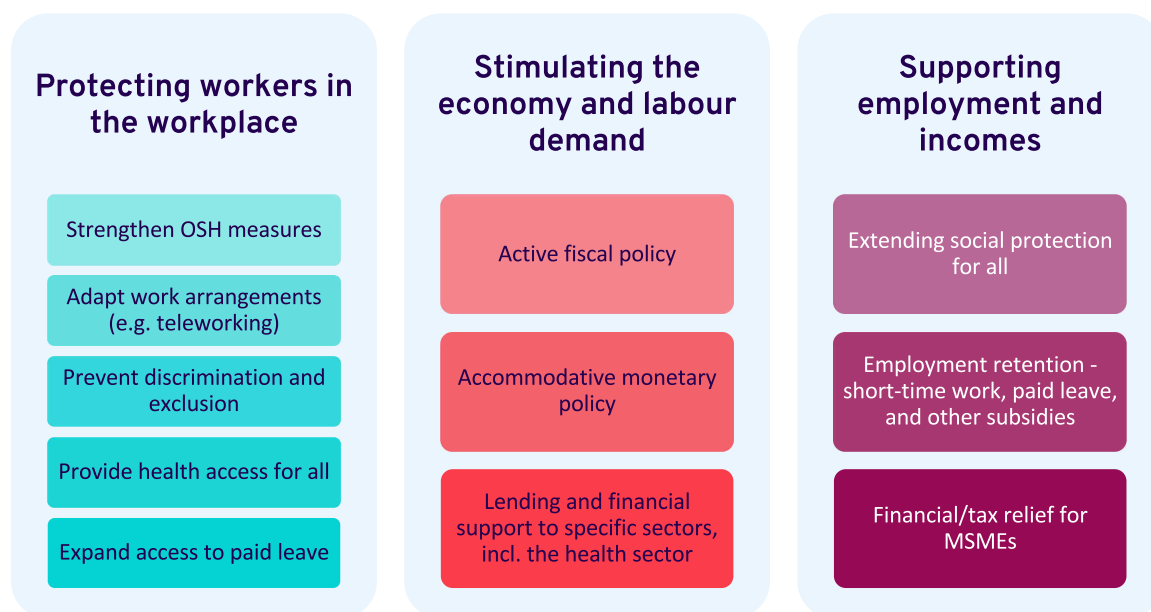 Protecting workers in
the workplace
Strengthen OSH measures
Adapt work arrangements
(e.g. teleworking)
Prevent discrimination and
exclusion
Provide health access for all
Expand access to paid leave
Stimulating the
economy and labour
demand
Active fiscal policy
Accommodative monetary
policy
Lending and financial
support to specific sectors,
incl. the health sector
Supporting
employment and
incomes
Extending social protection
for all
Employment retention -
short-time work, paid leave,
and other subsidies
Financial/tax relief for
MSMEs